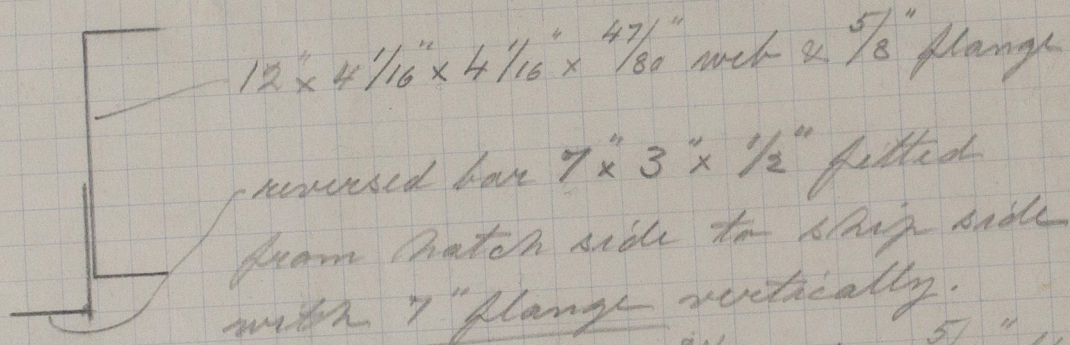 12" x 4 1/16" x 4 1/16" x 47/80" web & 5/8" flange
reversed bar 7" x 3" x 1/2" fitted
from hatch side to ship side
with 7" flange vertically.
5/ "